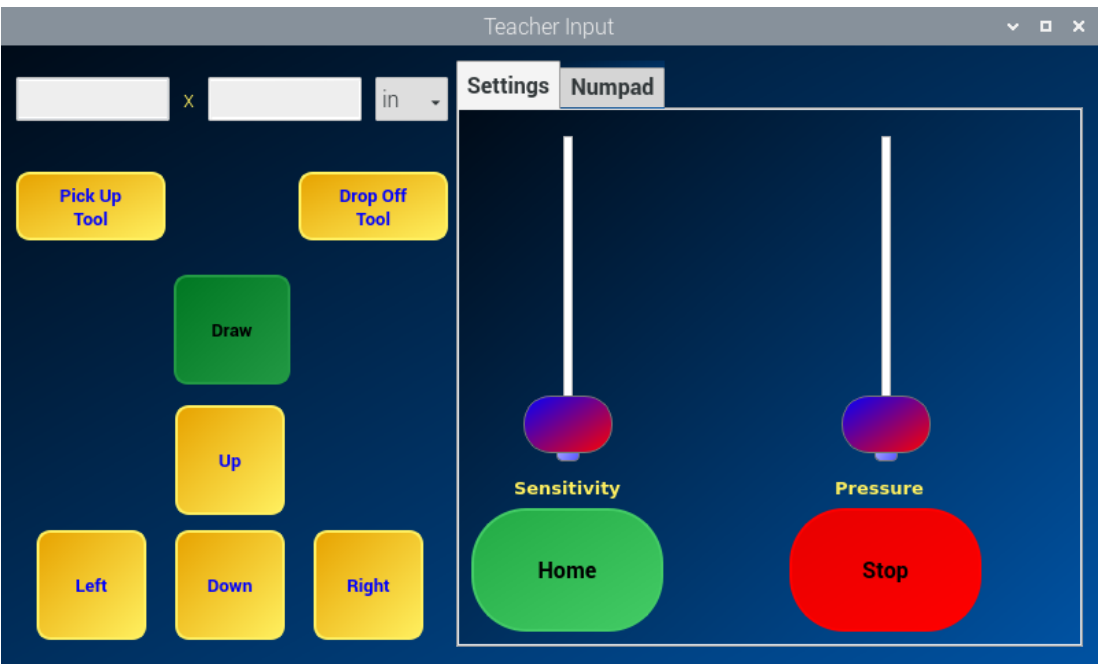 Teacher Input
x
in
Settings
Numpad
Pick Up
Tool
Drop Off
Tool
Draw
Up
Left
Down
Right
Sensitivity
Pressure
Home
Stop